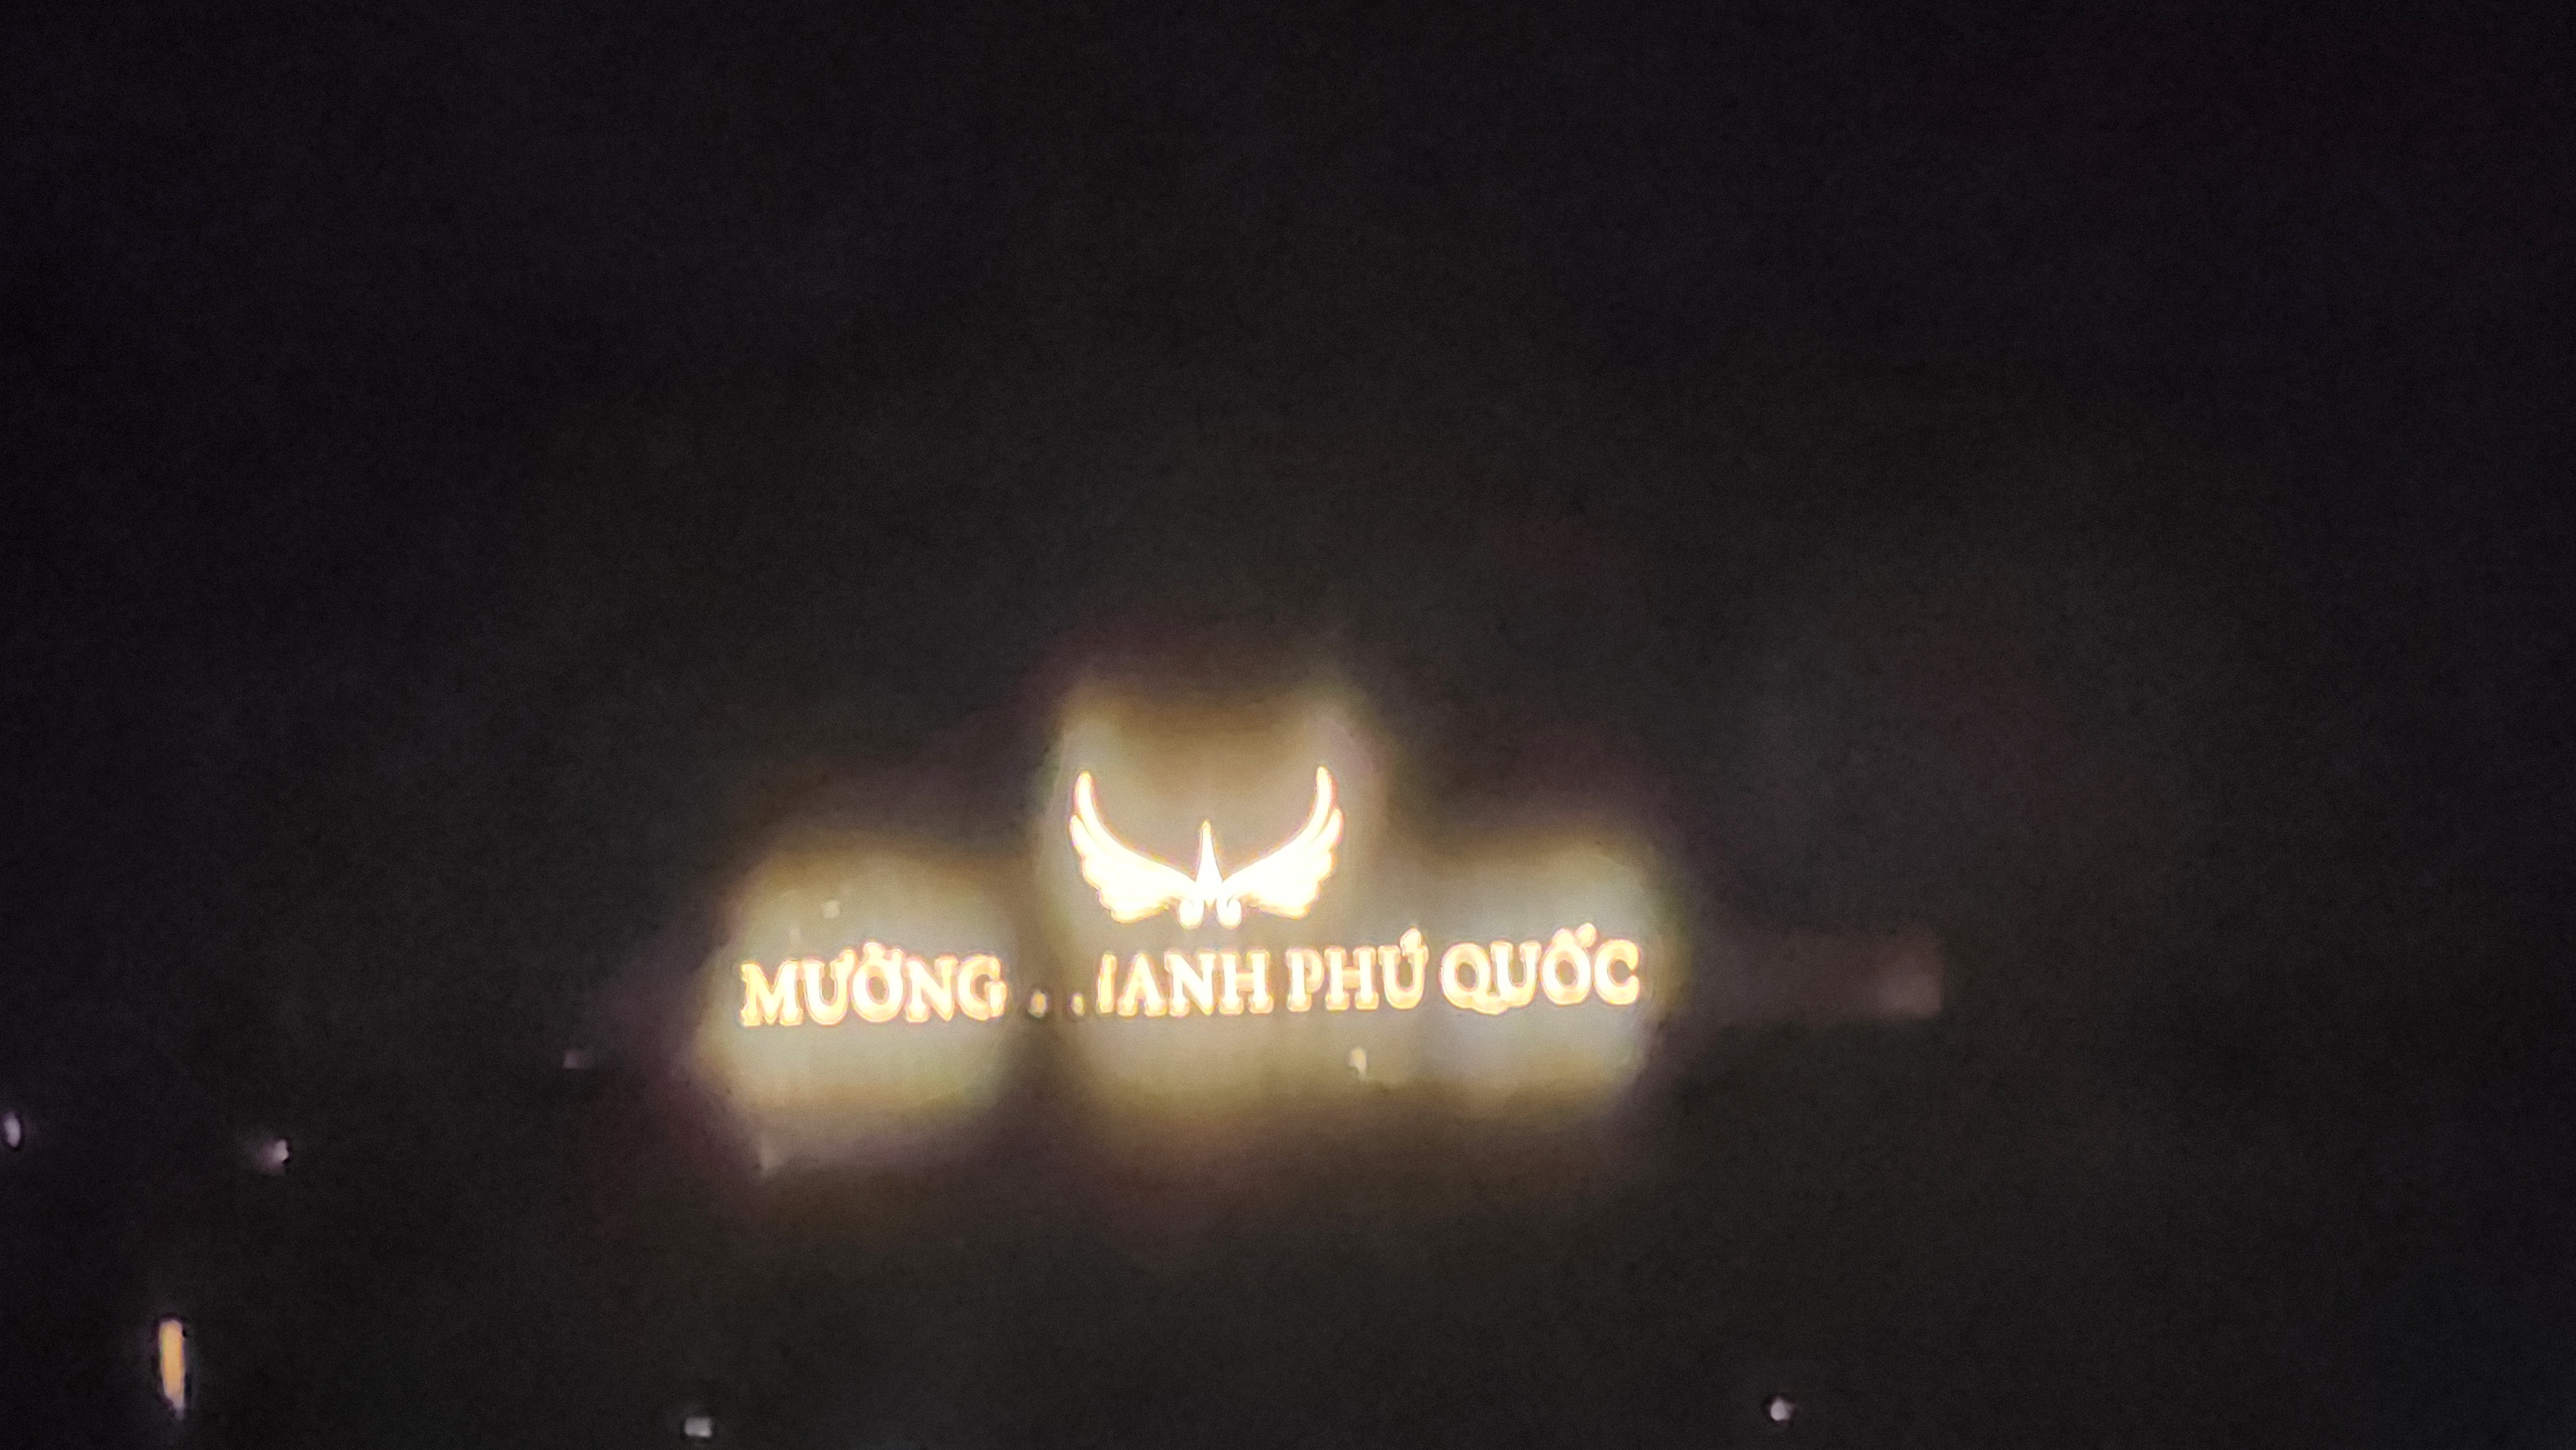 MƯỜNG PHÚ QUỐC